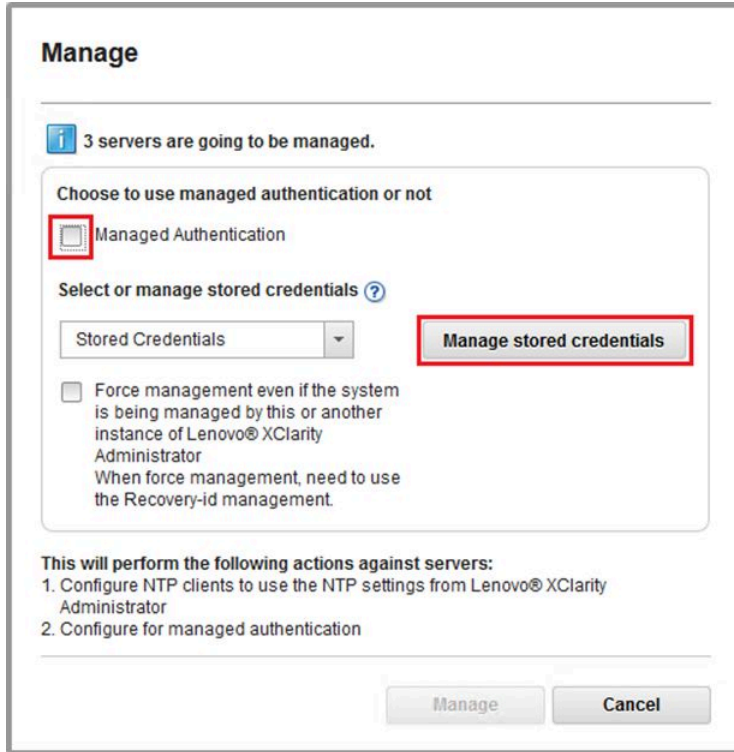 Manage
3 servers are going to be managed.
Choose to use managed authentication or not
Managed Authentication
Select or manage stored credentials ?
Stored Credentials
Manage stored credentials
Force management even if the system
is being managed by this or another
instance of Lenovo® XClarity
Administrator
When force management, need to use
the Recovery-id management.
This will perform the following actions against servers:
1. Configure NTP clients to use the NTP settings from Lenovo® XClarity
Administrator
2. Configure for managed authentication
Manage
Cancel